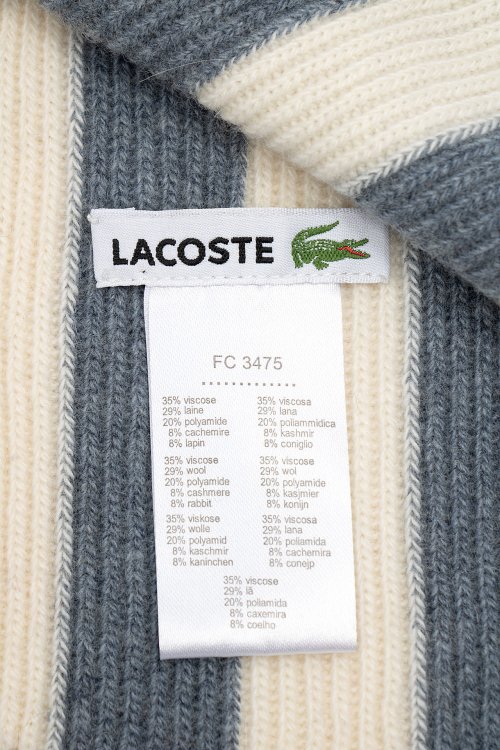 LACOSTE
FC 3475
35% viscose
29% laine
20% polyamide
8% cachemire
8% lapin
35% viscosa
29% lana
20% poliammidica
8% kashmir
8% coniglio
35% viscose
29% wool
20% polyamide
8% cashmere
8% rabbit
35% viscose
29% wol
20% polyamide
8% kasjmier
8% konijn
35% viskose
29% wolle
20% polyamid
8% kaschmir
8% kaninchen
35% viscosa
29% lana
20% poliamida
8% cachemira
8% conejp
35% viscose
29% lã
20% poliamida
8% caxemira
8% coelho